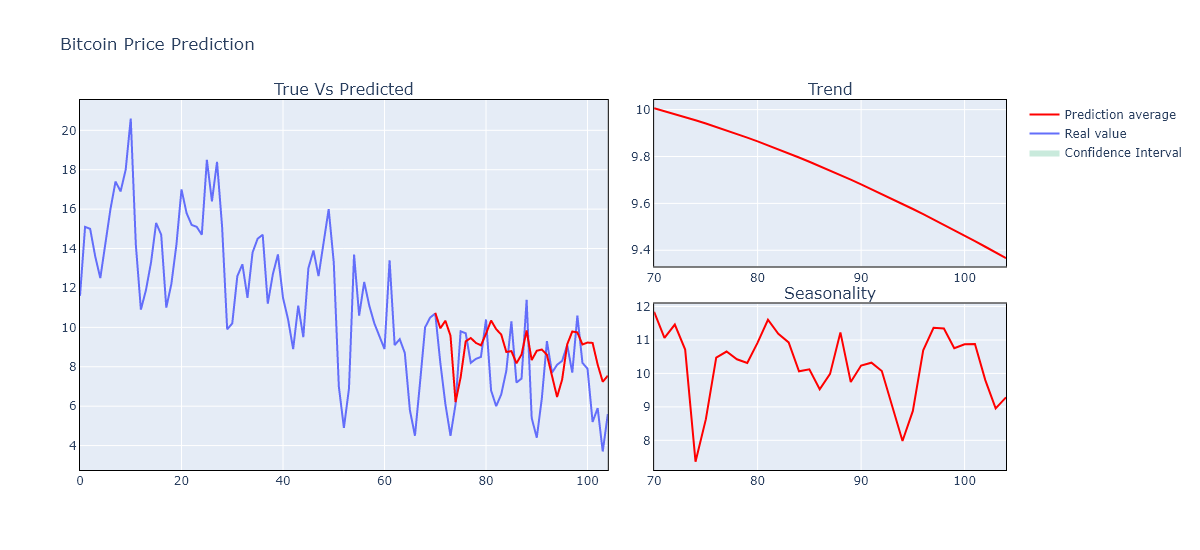 Bitcoin Price Prediction
True Vs Predicted
20
18
16
14
12
10
8
6
4
0 20 40 60 80 100
Trend
10
9.8
9.6
9.4
70 80 90 100
Seasonality
12
11
10
9
8
70 80 90 100
Prediction average
Real value
Confidence Interval